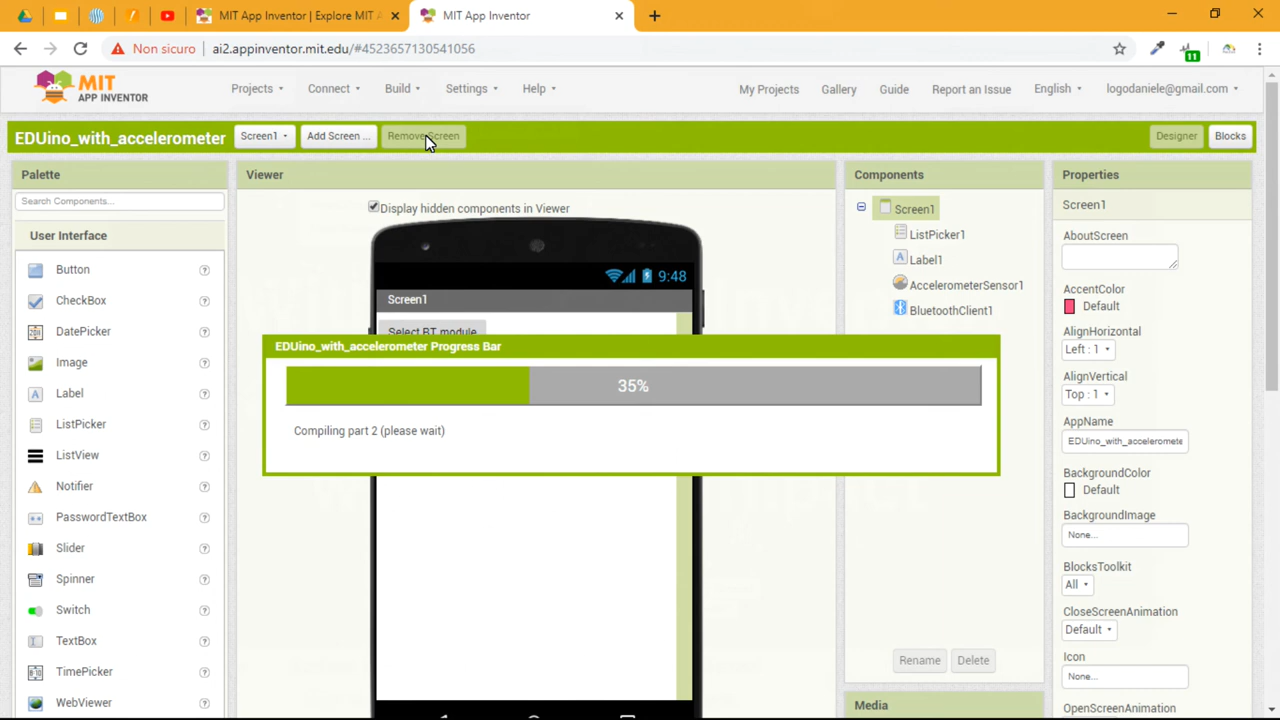 MIT App Inventor | Explore MIT A
MIT App Inventor
Non sicuro
ai2.appinventor.mit.edu/#4523657130541056
11
MIT
APP INVENTOR
Projects
Connect
Build
Settings
Help
My Projects
Gallery
Guide
Report an Issue
English
logodaniele@gmail.com
EDUino_with_accelerometer
Screen1
Add Screen ...
Remove Screen
Designer
Blocks
Palette
Search Components...
User Interface
Button
?
CheckBox
?
DatePicker
?
Image
?
Label
?
ListPicker
?
ListView
?
Notifier
?
PasswordTextBox
?
Slider
?
Spinner
?
Switch
?
TextBox
?
TimePicker
?
WebViewer
?
Viewer
Display hidden components in Viewer
9:48
Screen1
Select BT module
EDUino_with_accelerometer Progress Bar
35%
Compiling part 2 (please wait)
Components
Screen1
ListPicker1
Label1
AccelerometerSensor1
BluetoothClient1
Rename
Delete
Media
Properties
Screen1
AboutScreen
AccentColor
Default
AlignHorizontal
Left : 1
AlignVertical
Top : 1
AppName
EDUino_with_acceleromete
BackgroundColor
Default
BackgroundImage
None...
BlocksToolkit
All
CloseScreenAnimation
Default
Icon
None...
OpenScreenAnimation